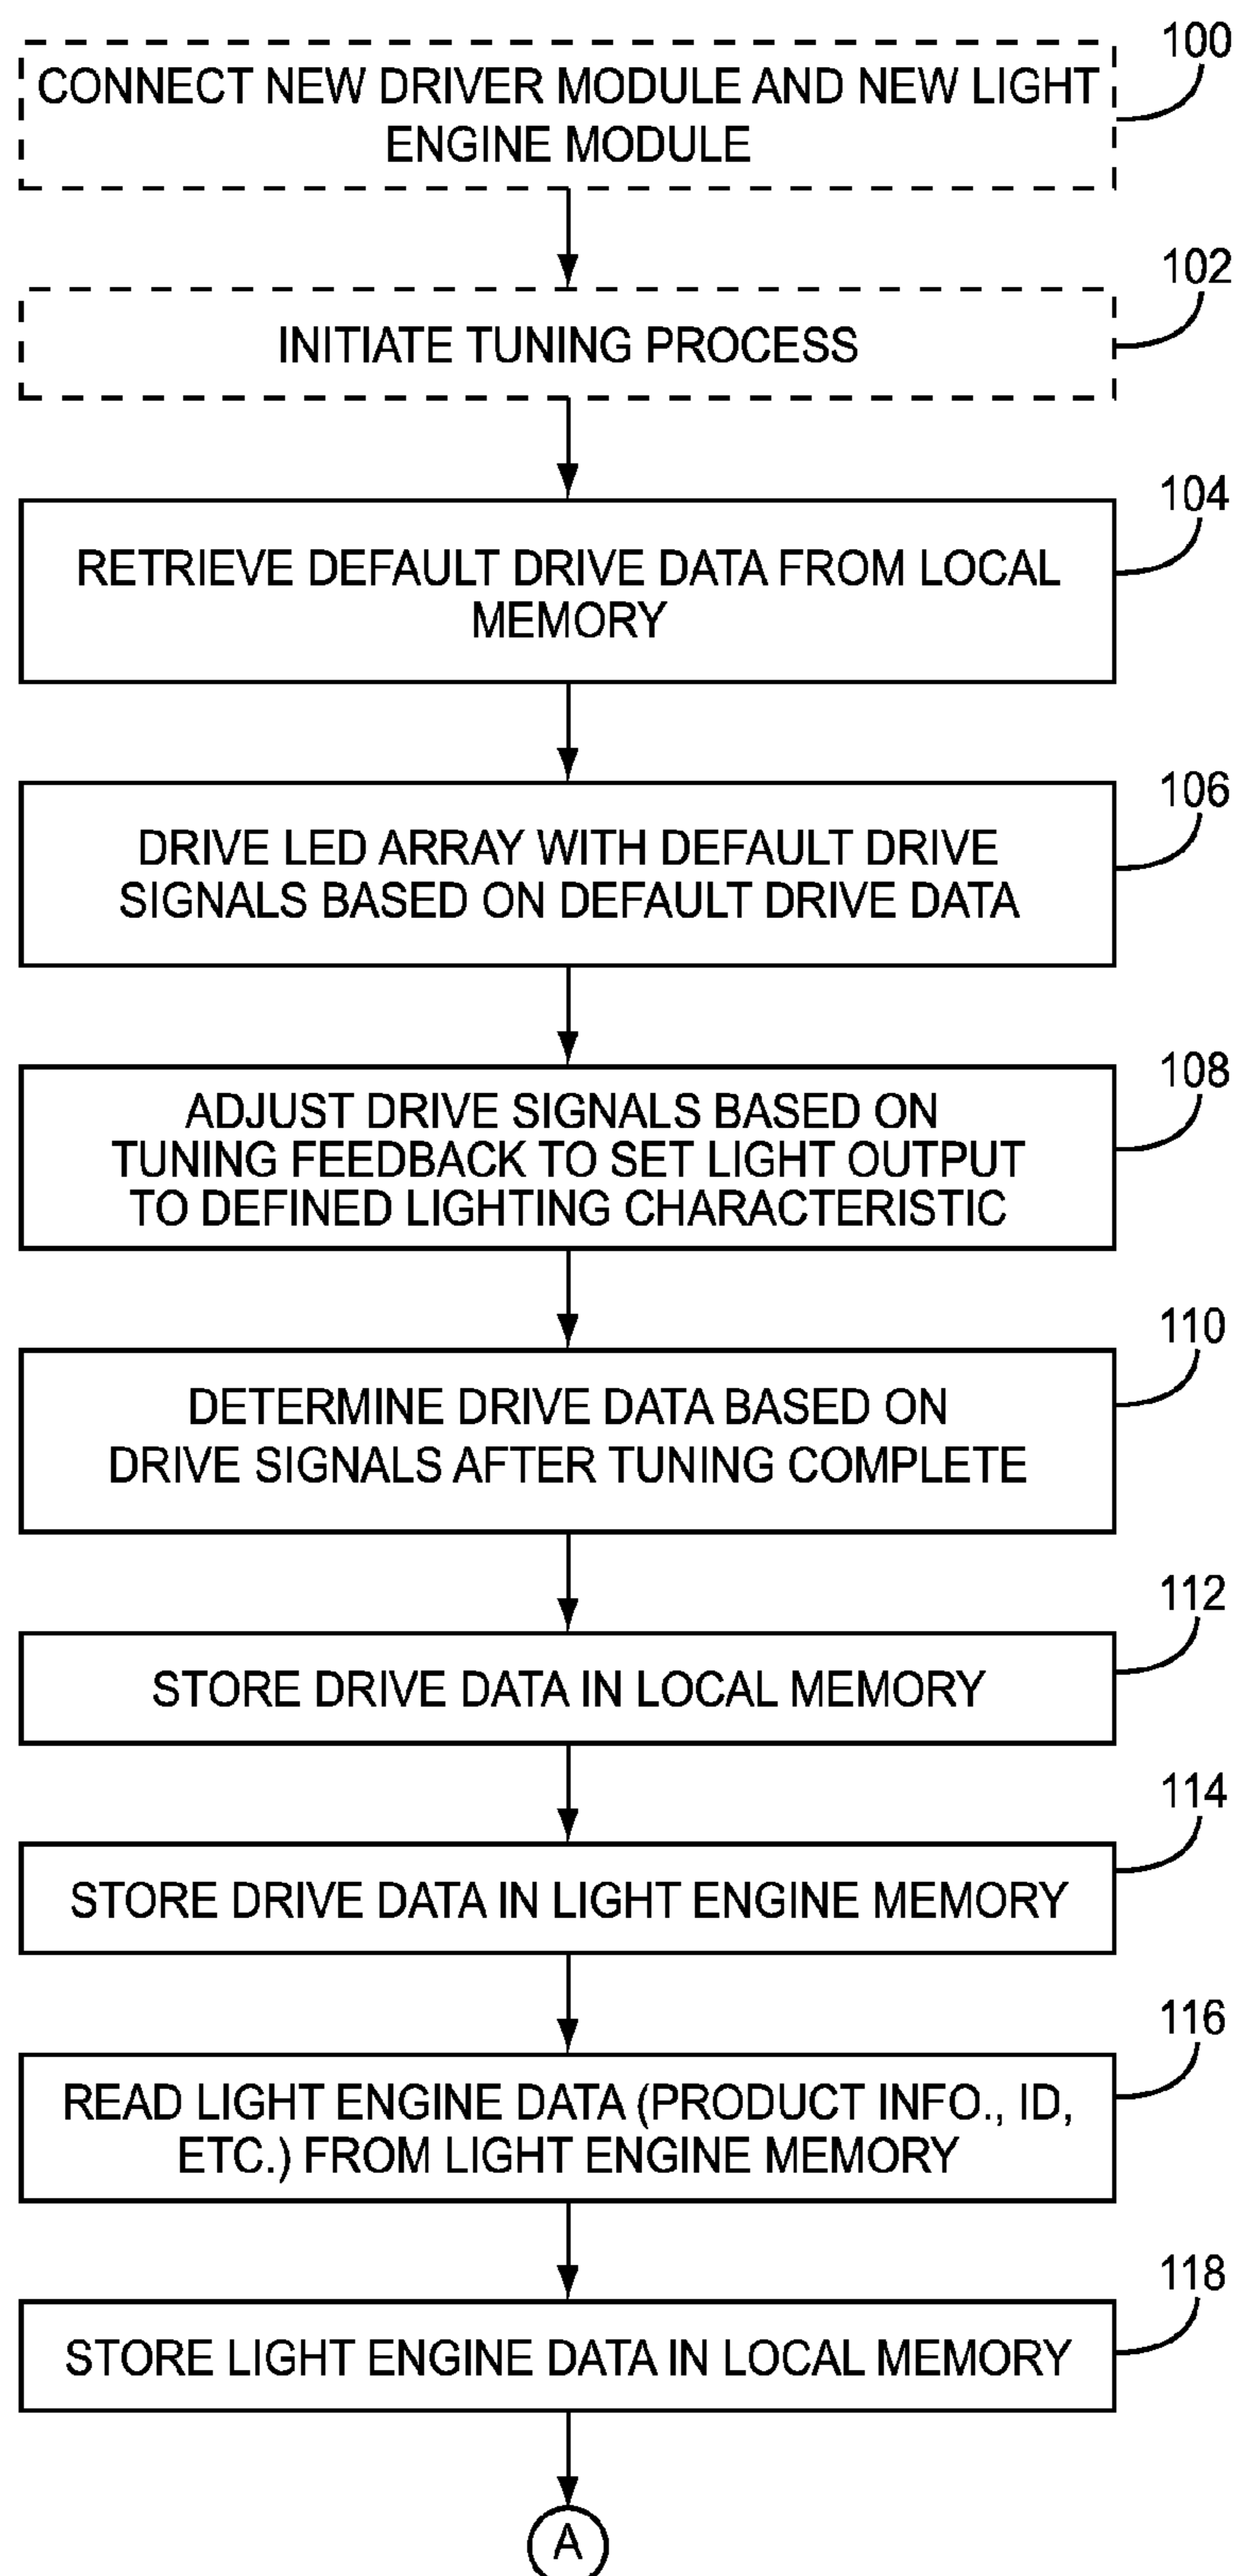 100
CONNECT NEW DRIVER MODULE AND NEW LIGHT
ENGINE MODULE
102
INITIATE TUNING PROCESS
104
RETRIEVE DEFAULT DRIVE DATA FROM LOCAL
MEMORY
106
DRIVE LED ARRAY WITH DEFAULT DRIVE
SIGNALS BASED ON DEFAULT DRIVE DATA
108
ADJUST DRIVE SIGNALS BASED ON
TUNING FEEDBACK TO SET LIGHT OUTPUT
TO DEFINED LIGHTING CHARACTERISTIC
110
DETERMINE DRIVE DATA BASED ON
DRIVE SIGNALS AFTER TUNING COMPLETE
112
STORE DRIVE DATA IN LOCAL MEMORY
114
STORE DRIVE DATA IN LIGHT ENGINE MEMORY
116
READ LIGHT ENGINE DATA (PRODUCT INFO., ID,
ETC.) FROM LIGHT ENGINE MEMORY
118
STORE LIGHT ENGINE DATA IN LOCAL MEMORY
A